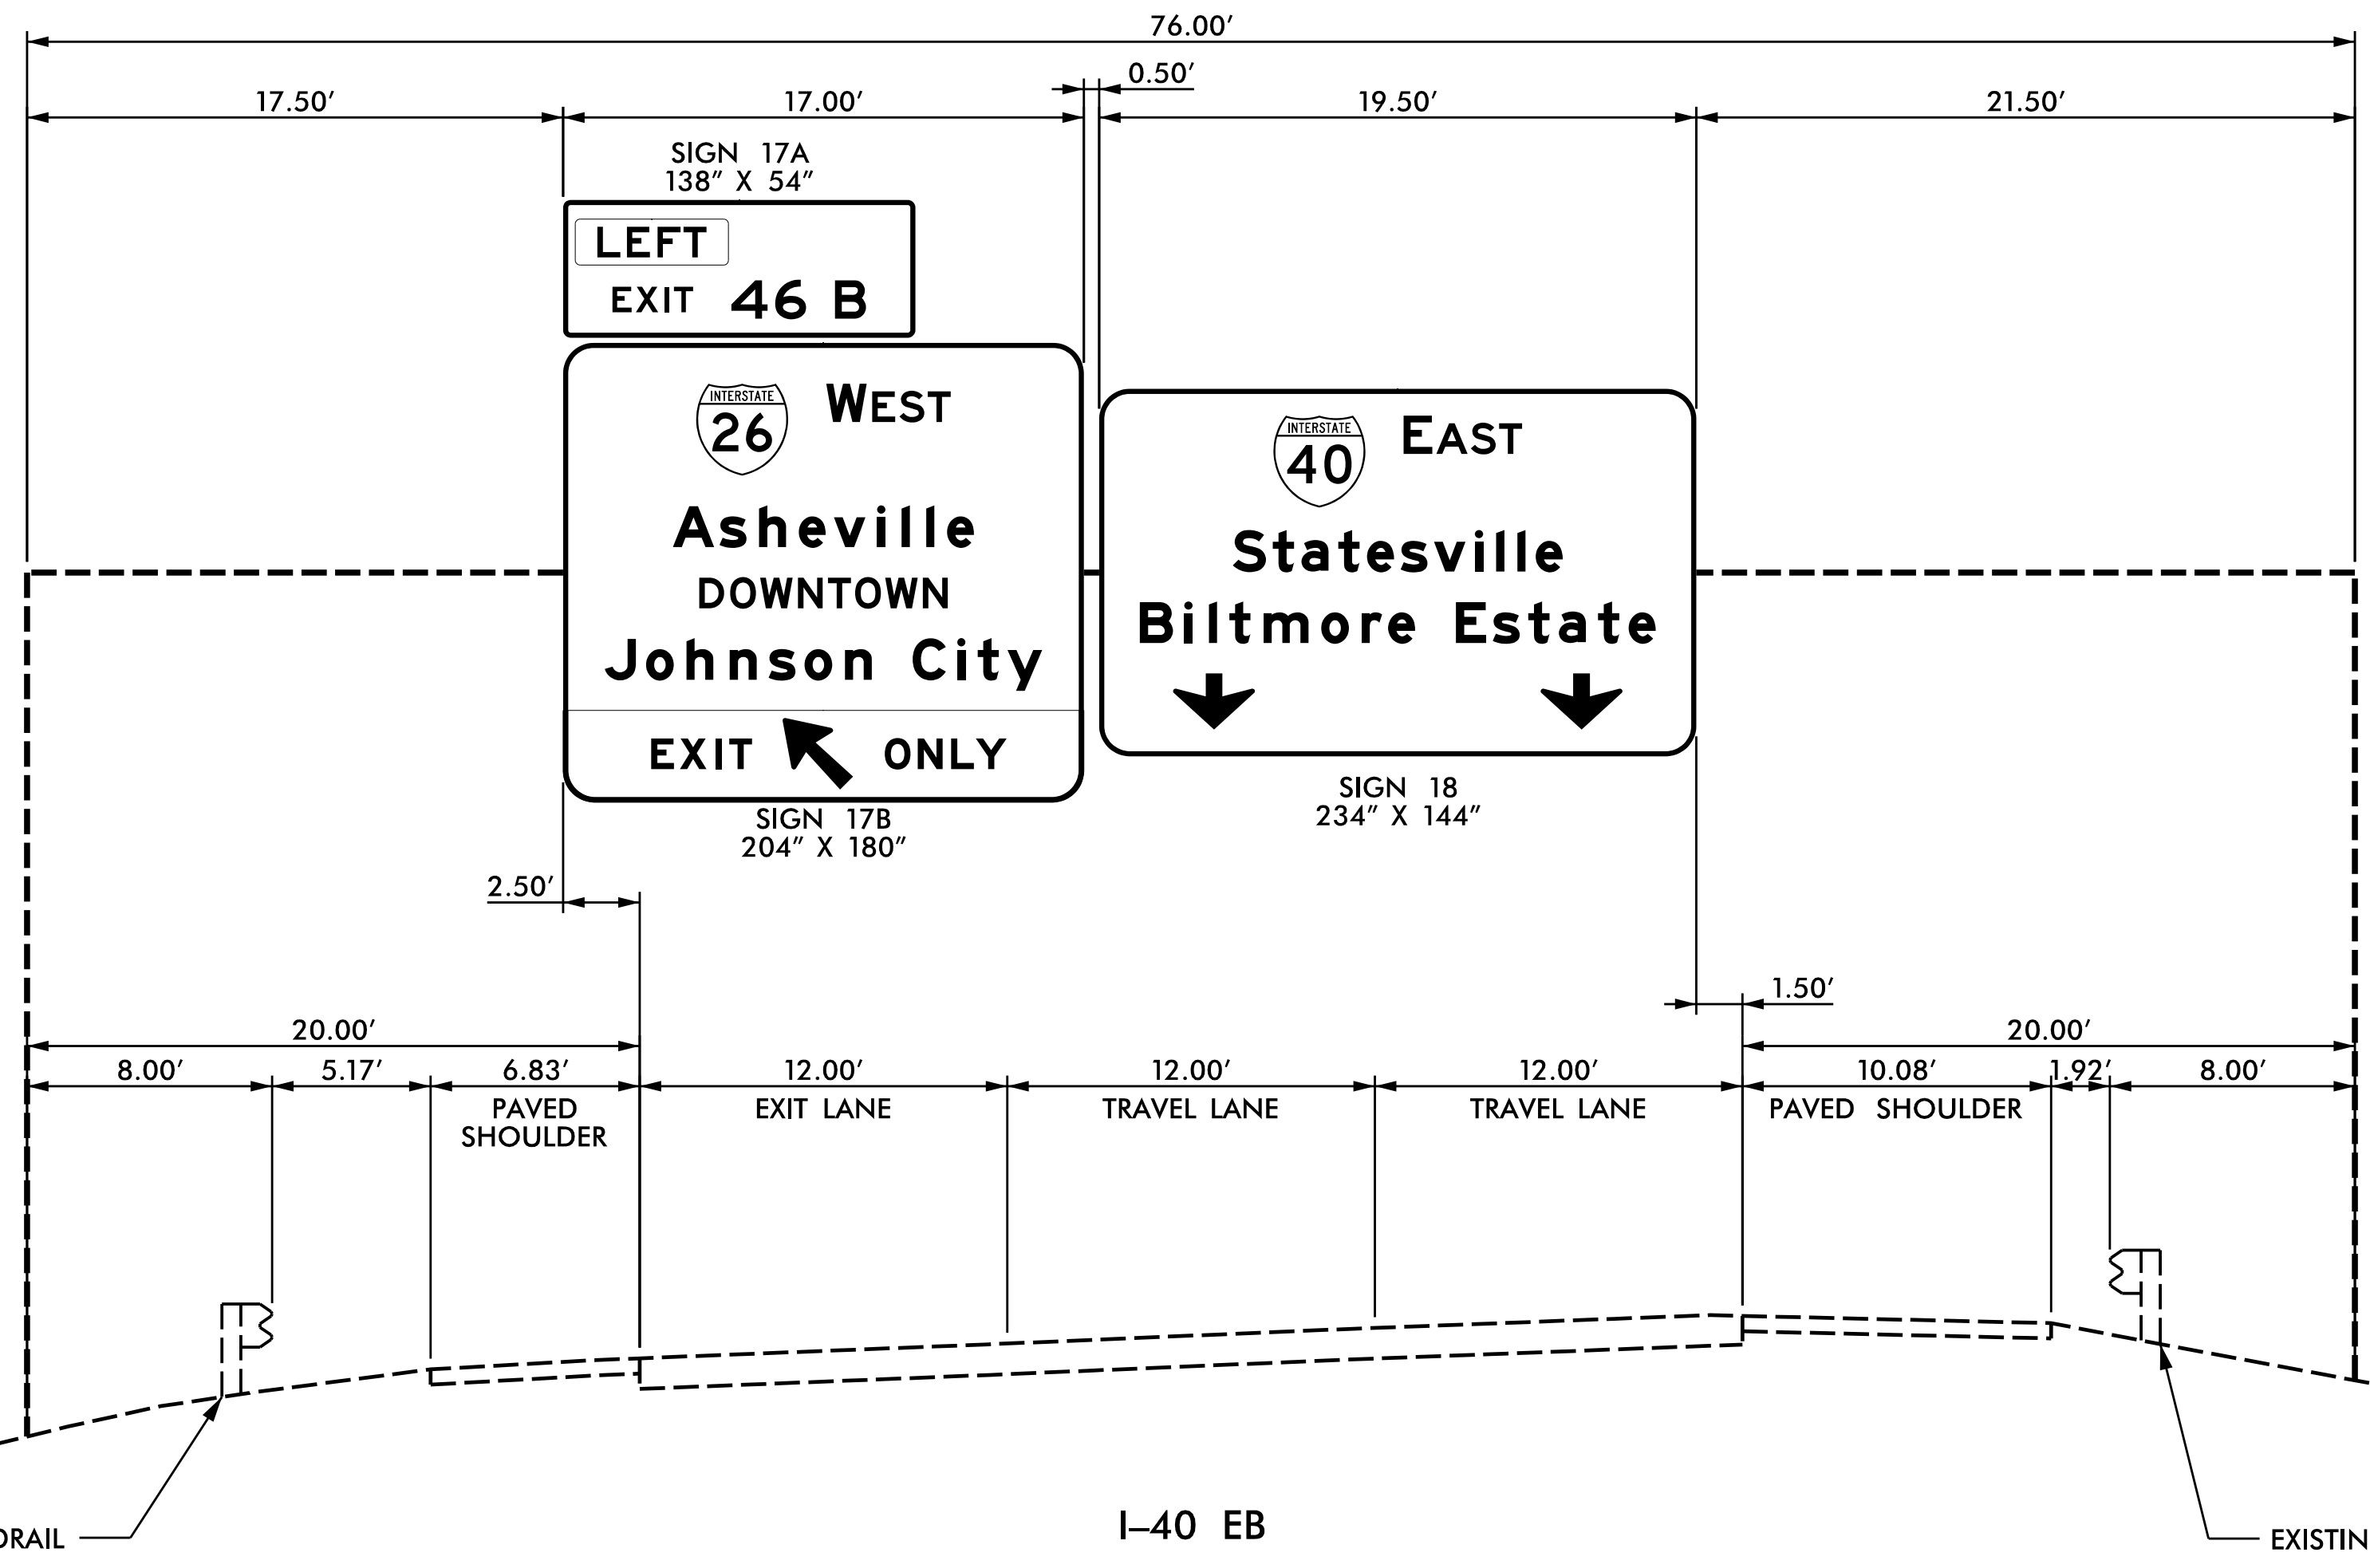 76.00'
0.50'
17.50'
17.00'
19.50'
21.50'
SIGN 17A
138" X 54"
LEFT
EXIT 46 B
INTERSTATE
26
WEST
Asheville
DOWNTOWN
Johnson City
EXIT ONLY
SIGN 17B
204" X 180"
INTERSTATE
40
EAST
Statesville
Biltmore Estate
SIGN 18
234" X 144"
2.50'
1.50'
20.00'
20.00'
8.00'
5.17'
6.83'
12.00'
12.00'
12.00'
10.08'
1.92'
8.00'
PAVED
SHOULDER
EXIT LANE
TRAVEL LANE
TRAVEL LANE
PAVED SHOULDER
I–40 EB
DRAIL
EXISTIN